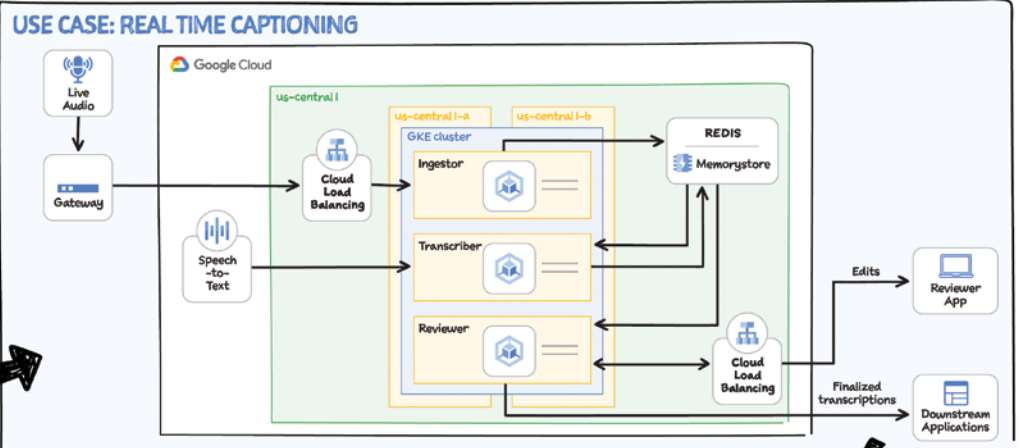 USE CASE: REAL TIME CAPTIONING
Live
Audio
Gateway
Google Cloud
us-central1
us-central1-a
us-central1-b
GKE cluster
Cloud
Load
Balancing
Ingestor
REDIS
Memorystore
Speech
-to-
Text
Transcriber
Reviewer
Cloud
Load
Balancing
Edits
Reviewer
App
Finalized
transcriptions
Downstream
Applications